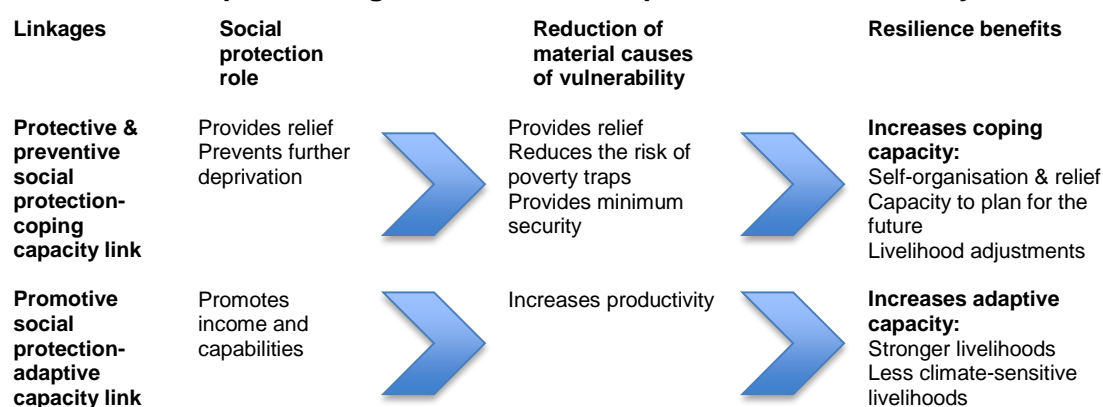 Linkages
Social
protection
role
Reduction of
material causes
of vulnerability
Resilience benefits
Protective &
preventive
social
protection-
coping
capacity link
Provides relief
Prevents further
deprivation
Provides relief
Reduces the risk of
poverty traps
Provides minimum
security
Increases coping
capacity:
Self-organisation & relief
Capacity to plan for the
future
Livelihood adjustments
Promotive
social
protection-
adaptive
capacity link
Promotes
income and
capabilities
Increases productivity
Increases adaptive
capacity:
Stronger livelihoods
Less climate-sensitive
livelihoods